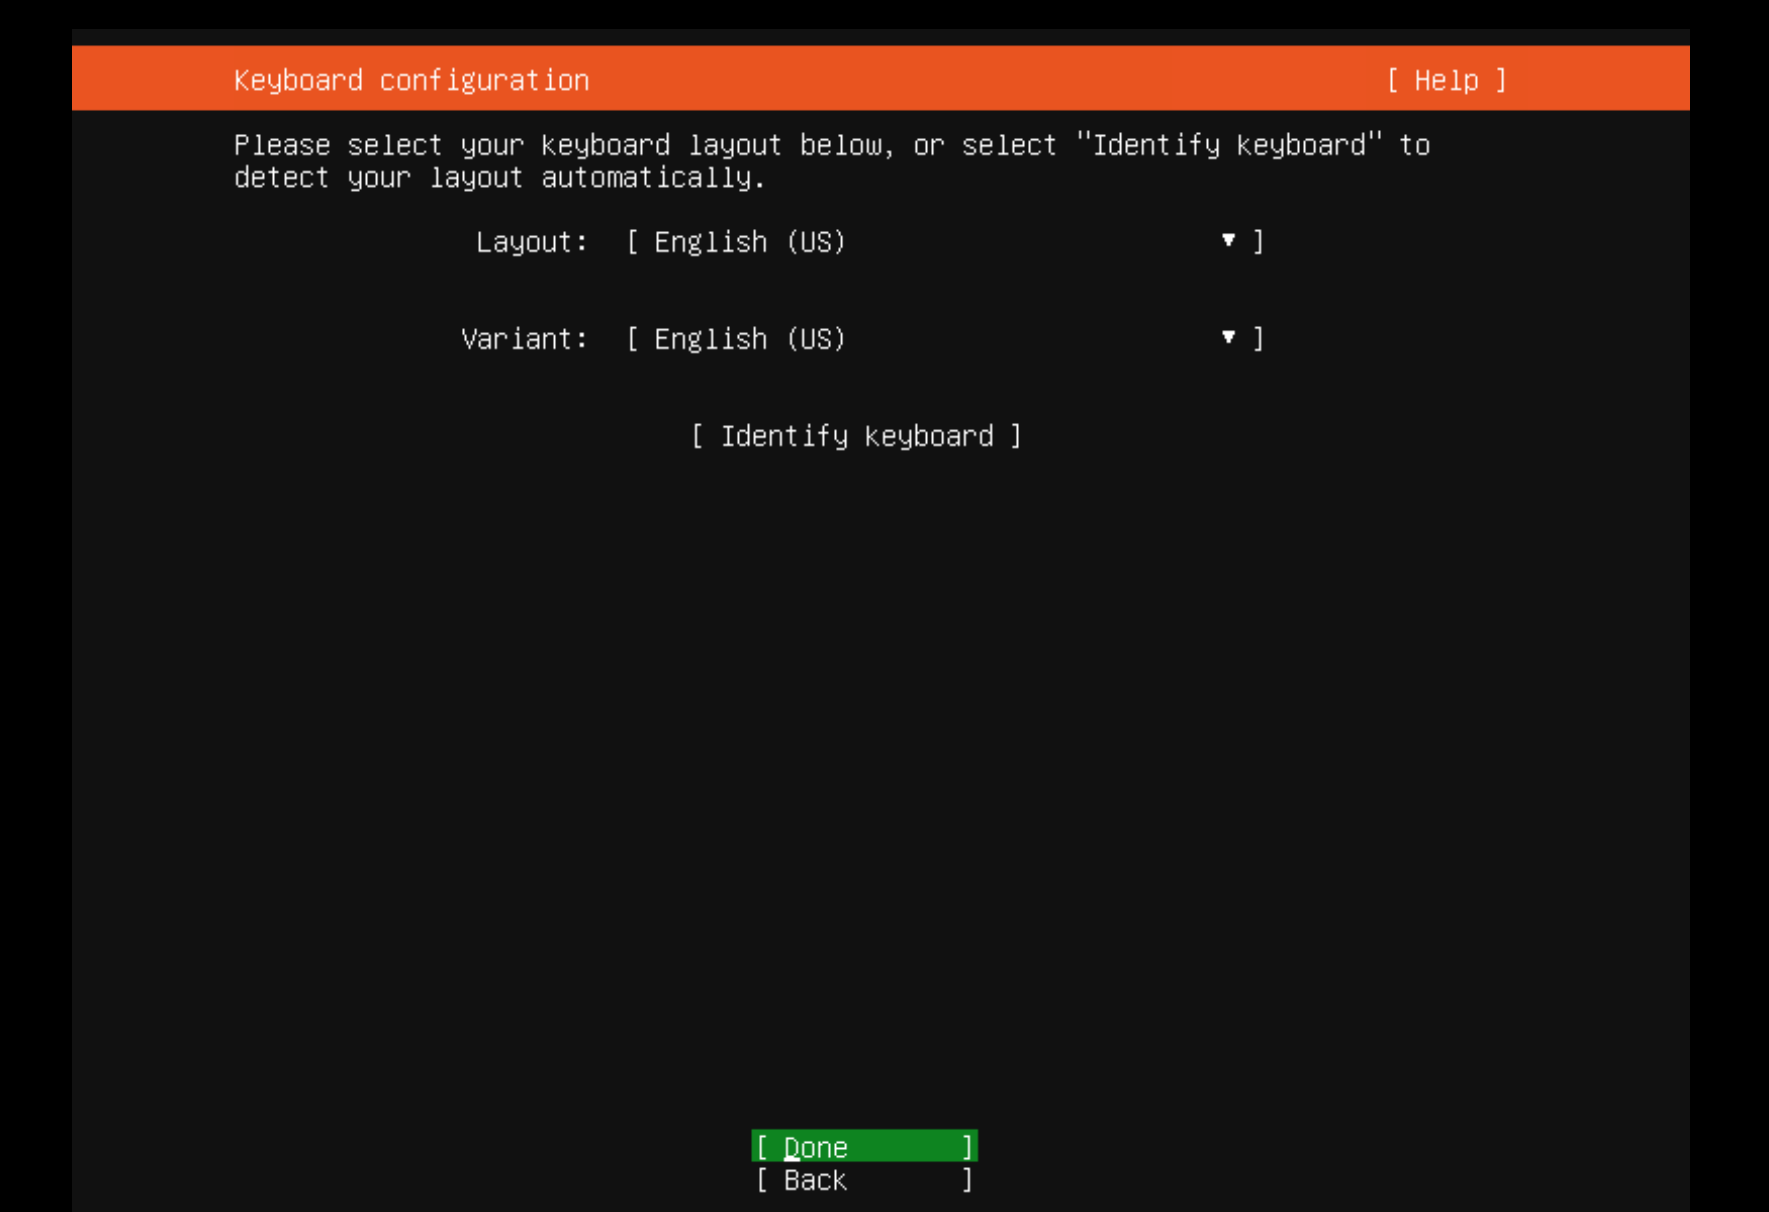 Keyboard configuration [ Help ]
Please select your keyboard layout below, or select "Identify keyboard" to
detect your layout automatically.
Layout: [ English (US) ▾ ]
Variant: [ English (US) ▾ ]
[ Identify keyboard ]
[ Done ]
[ Back ]